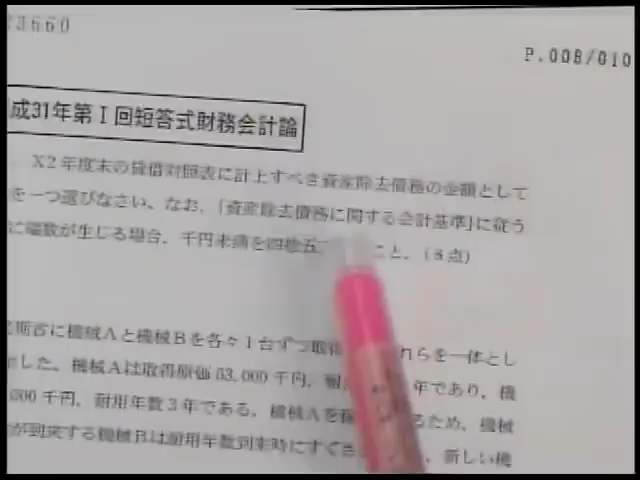 23660
P.008/010
成31年第Ⅰ回短答式財務会計論
X2年度末の貸借対照表に計上すべき資産除去債務の金額として
を一つ選びなさい。なお、「資産除去債務に関する会計基準」に従う
に端数が生じる場合、千円未満を四捨五 こと。(8点)
期首に機械Aと機械Bを各々1台ずつ取得 れらを一体とし
した。機械Aは取得原価53,000千円、耐 年であり、機
000千円、耐用年数3年である。機械Aを るため、機械
が到来する機械Bは耐用年数到来時にすぐ 、新しい機